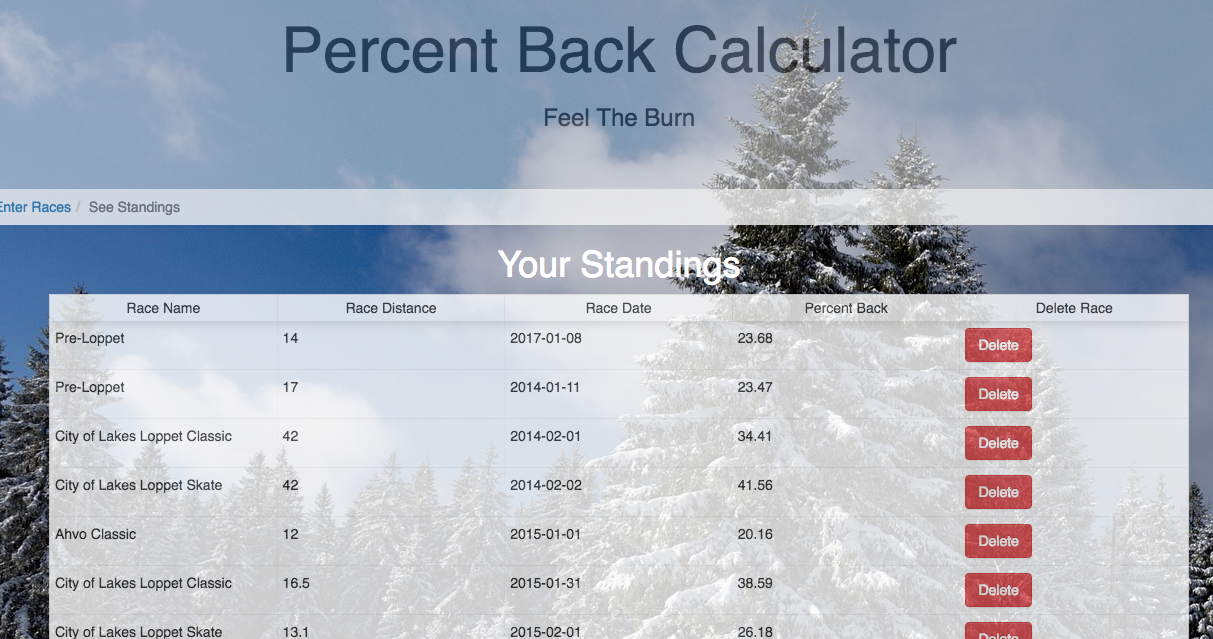 Percent Back Calculator
Feel The Burn
Enter Races / See Standings
Your Standings
Race Name Race Distance Race Date Percent Back Delete Race
Pre-Loppet 14 2017-01-08 23.68 Delete
Pre-Loppet 17 2014-01-11 23.47 Delete
City of Lakes Loppet Classic 42 2014-02-01 34.41 Delete
City of Lakes Loppet Skate 42 2014-02-02 41.56 Delete
Ahvo Classic 12 2015-01-01 20.16 Delete
City of Lakes Loppet Classic 16.5 2015-01-31 38.59 Delete
City of Lakes Loppet Skate 13.1 2015-02-01 26.18 Delete